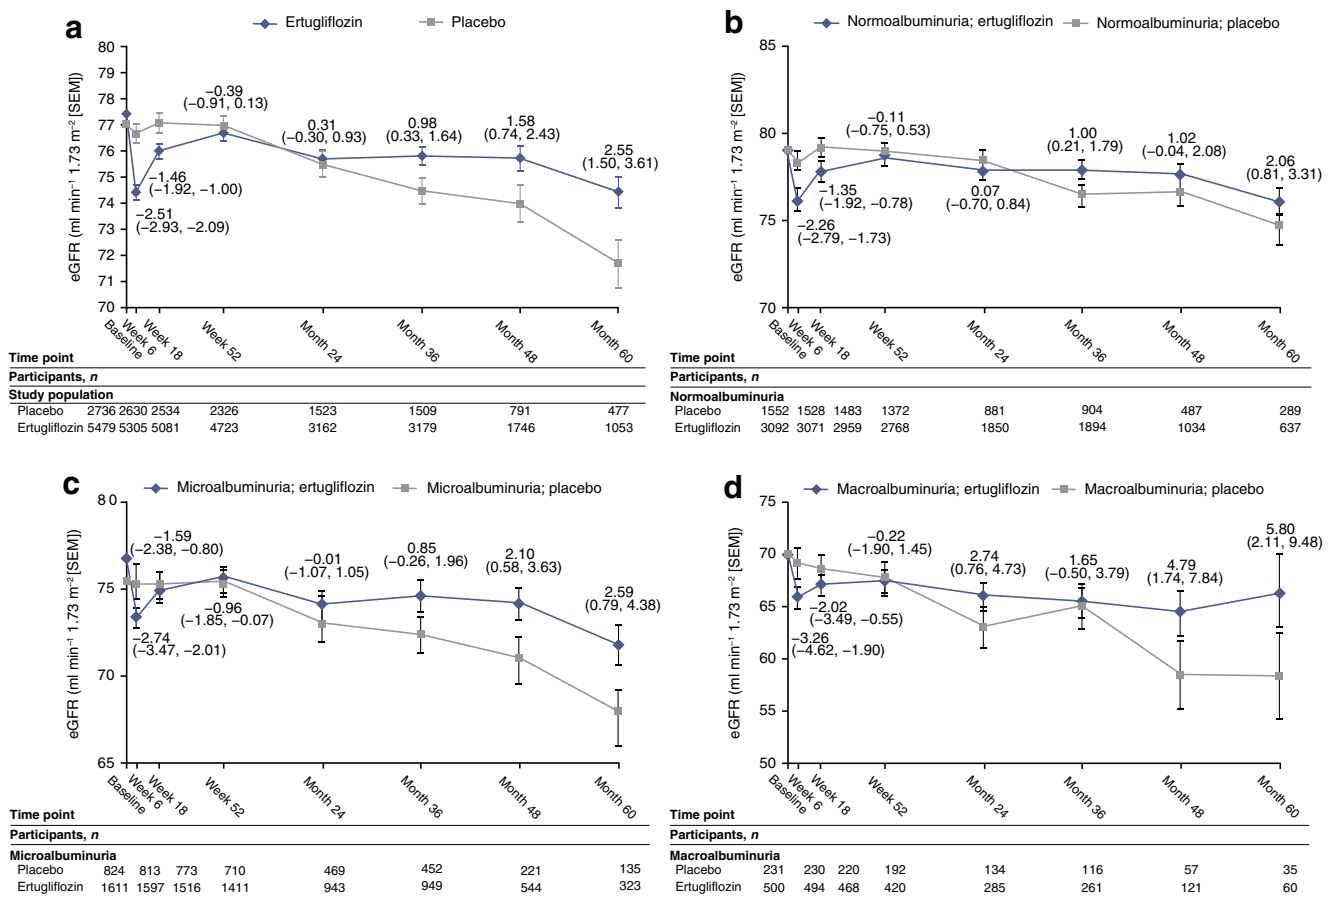 a
Ertugliflozin
Placebo
80
79
78
77
76
75
74
73
72
71
70
eGFR (ml min⁻¹ 1.73 m⁻² [SEM])
−2.51
(−2.93, −2.09)
−1.46
(−1.92, −1.00)
−0.39
(−0.91, 0.13)
0.31
(−0.30, 0.93)
0.98
(0.33, 1.64)
1.58
(0.74, 2.43)
2.55
(1.50, 3.61)
Baseline
Week 6
Week 18
Week 52
Month 24
Month 36
Month 48
Month 60
Time point
Participants, n
Study population
Placebo 2736 2630 2534 2326 1523 1509 791 477
Ertugliflozin 5479 5305 5081 4723 3162 3179 1746 1053
b
Normoalbuminuria; ertugliflozin
Normoalbuminuria; placebo
85
80
75
70
eGFR (ml min⁻¹ 1.73 m⁻² [SEM])
−2.26
(−2.79, −1.73)
−1.35
(−1.92, −0.78)
−0.11
(−0.75, 0.53)
0.07
(−0.70, 0.84)
1.00
(0.21, 1.79)
1.02
(−0.04, 2.08)
2.06
(0.81, 3.31)
Baseline
Week 6
Week 18
Week 52
Month 24
Month 36
Month 48
Month 60
Time point
Participants, n
Normoalbuminuria
Placebo 1552 1528 1483 1372 881 904 487 289
Ertugliflozin 3092 3071 2959 2768 1850 1894 1034 637
c
Microalbuminuria; ertugliflozin
Microalbuminuria; placebo
80
75
70
65
eGFR (ml min⁻¹ 1.73 m⁻² [SEM])
−2.74
(−3.47, −2.01)
−1.59
(−2.38, −0.80)
−0.96
(−1.85, −0.07)
−0.01
(−1.07, 1.05)
0.85
(−0.26, 1.96)
2.10
(0.58, 3.63)
2.59
(0.79, 4.38)
Baseline
Week 6
Week 18
Week 52
Month 24
Month 36
Month 48
Month 60
Time point
Participants, n
Microalbuminuria
Placebo 824 813 773 710 469 452 221 135
Ertugliflozin 1611 1597 1516 1411 943 949 544 323
d
Macroalbuminuria; ertugliflozin
Macroalbuminuria; placebo
75
70
65
60
55
50
eGFR (ml min⁻¹ 1.73 m⁻² [SEM])
−3.26
(−4.62, −1.90)
−2.02
(−3.49, −0.55)
−0.22
(−1.90, 1.45)
2.74
(0.76, 4.73)
1.65
(−0.50, 3.79)
4.79
(1.74, 7.84)
5.80
(2.11, 9.48)
Baseline
Week 6
Week 18
Week 52
Month 24
Month 36
Month 48
Month 60
Time point
Participants, n
Macroalbuminuria
Placebo 231 230 220 192 134 116 57 35
Ertugliflozin 500 494 468 420 285 261 121 60